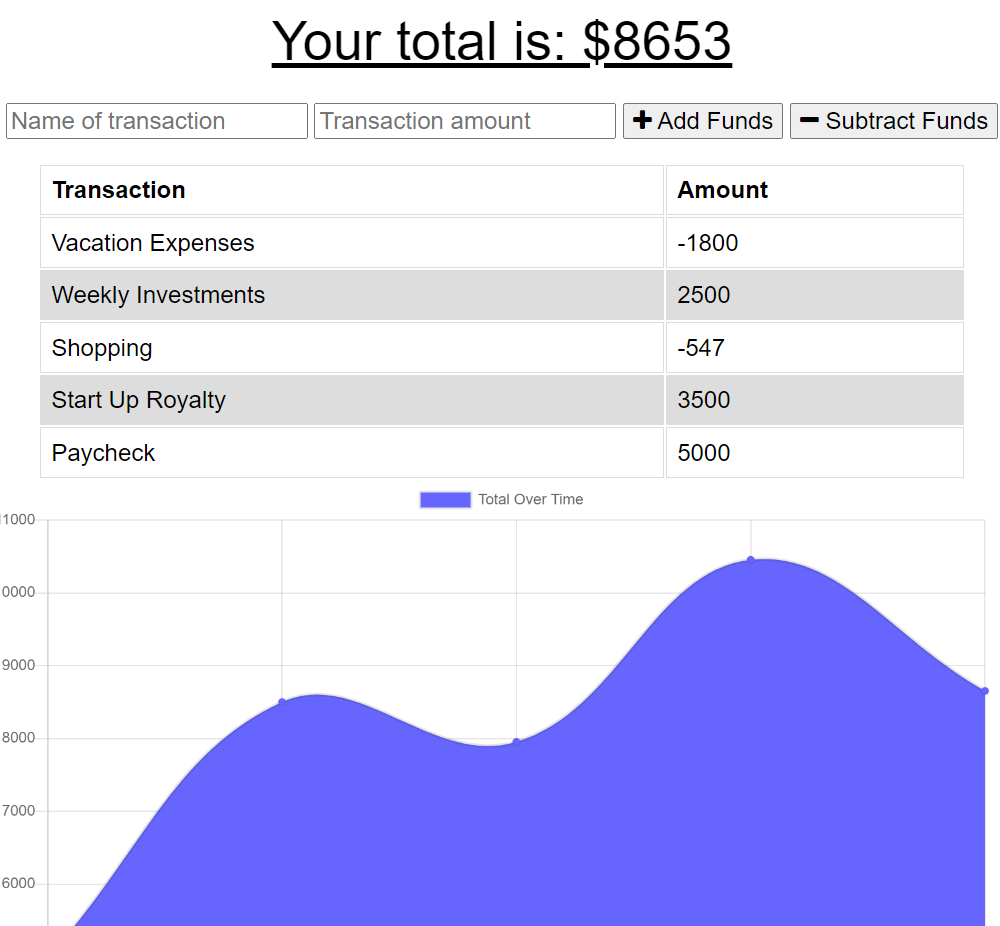 Your total is: $8653
Name of transaction Transaction amount + Add Funds − Subtract Funds
Transaction Amount
Vacation Expenses -1800
Weekly Investments 2500
Shopping -547
Start Up Royalty 3500
Paycheck 5000
Total Over Time
1000
0000
9000
8000
7000
6000